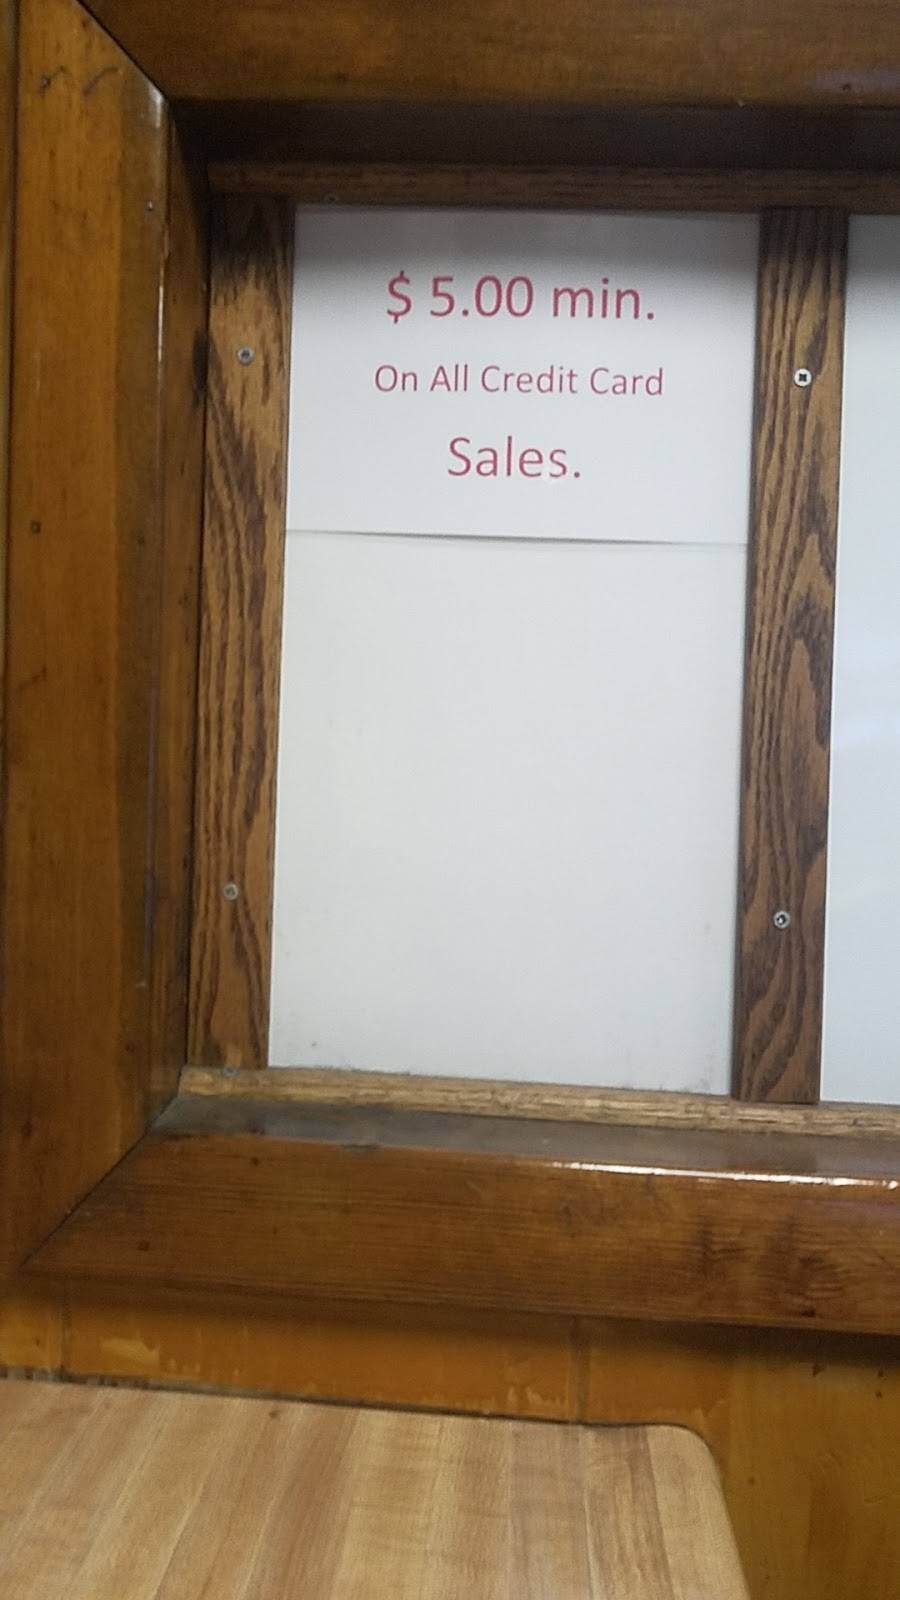 $ 5.00 min.
On All Credit Card
Sales.